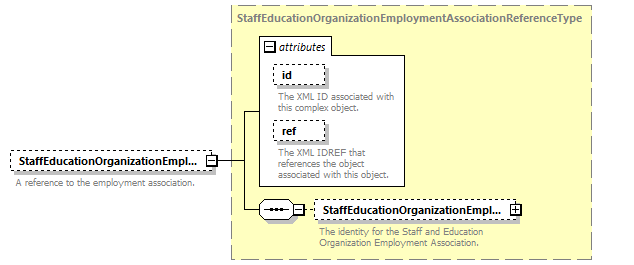 StaffEducationOrganizationEmploymentAssociationReferenceType
attributes
id
The XML ID associated with
this complex object.
ref
The XML IDREF that
references the object
associated with this object.
StaffEducationOrganizationEmpl...
A reference to the employment association.
StaffEducationOrganizationEmpl...
The identity for the Staff and Education
Organization Employment Association.